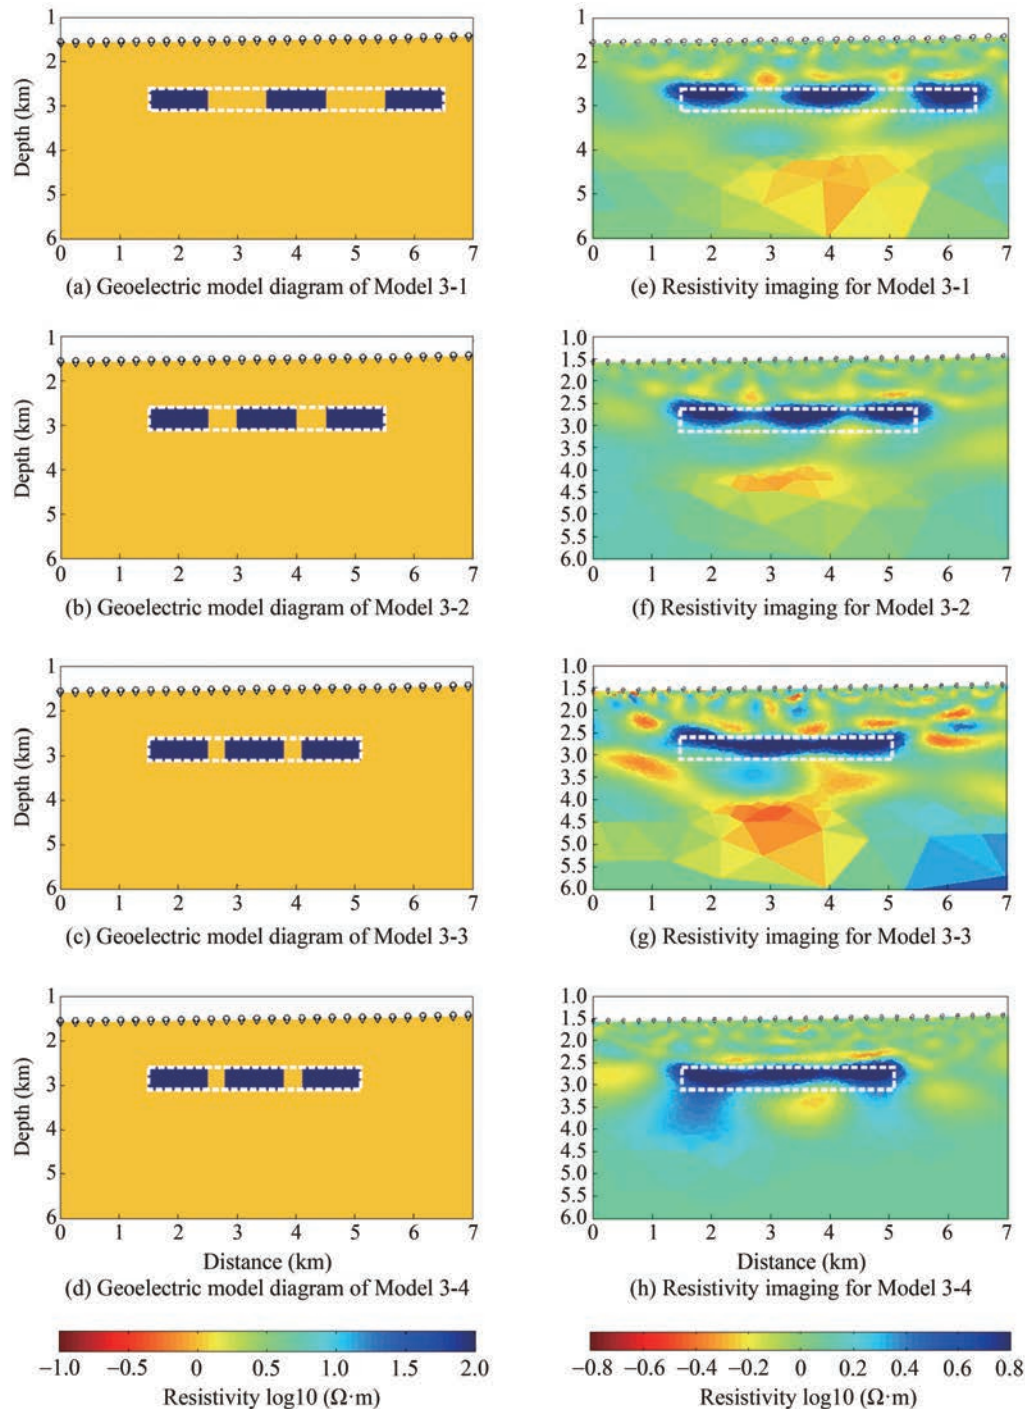 1
2
3
4
5
6
Depth (km)
0 1 2 3 4 5 6 7
(a) Geoelectric model diagram of Model 3-1
1
2
3
4
5
6
0 1 2 3 4 5 6 7
(e) Resistivity imaging for Model 3-1
1
2
3
4
5
6
Depth (km)
0 1 2 3 4 5 6 7
(b) Geoelectric model diagram of Model 3-2
1.0
1.5
2.0
2.5
3.0
3.5
4.0
4.5
5.0
6.0
0 1 2 3 4 5 6 7
(f) Resistivity imaging for Model 3-2
1
2
3
4
5
6
Depth (km)
0 1 2 3 4 5 6 7
(c) Geoelectric model diagram of Model 3-3
1.0
1.5
2.0
2.5
3.0
3.5
4.0
4.5
5.0
5.5
6.0
0 1 2 3 4 5 6 7
(g) Resistivity imaging for Model 3-3
1
2
3
4
5
6
Depth (km)
0 1 2 3 4 5 6 7
Distance (km)
(d) Geoelectric model diagram of Model 3-4
1.0
1.5
2.0
2.5
3.0
3.5
4.0
4.5
5.0
5.5
6.0
0 1 2 3 4 5 6 7
Distance (km)
(h) Resistivity imaging for Model 3-4
−1.0 −0.5 0 0.5 1.0 1.5 2.0
Resistivity log10 (Ω·m)
−0.8 −0.6 −0.4 −0.2 0 0.2 0.4 0.6 0.8
Resistivity log10 (Ω·m)